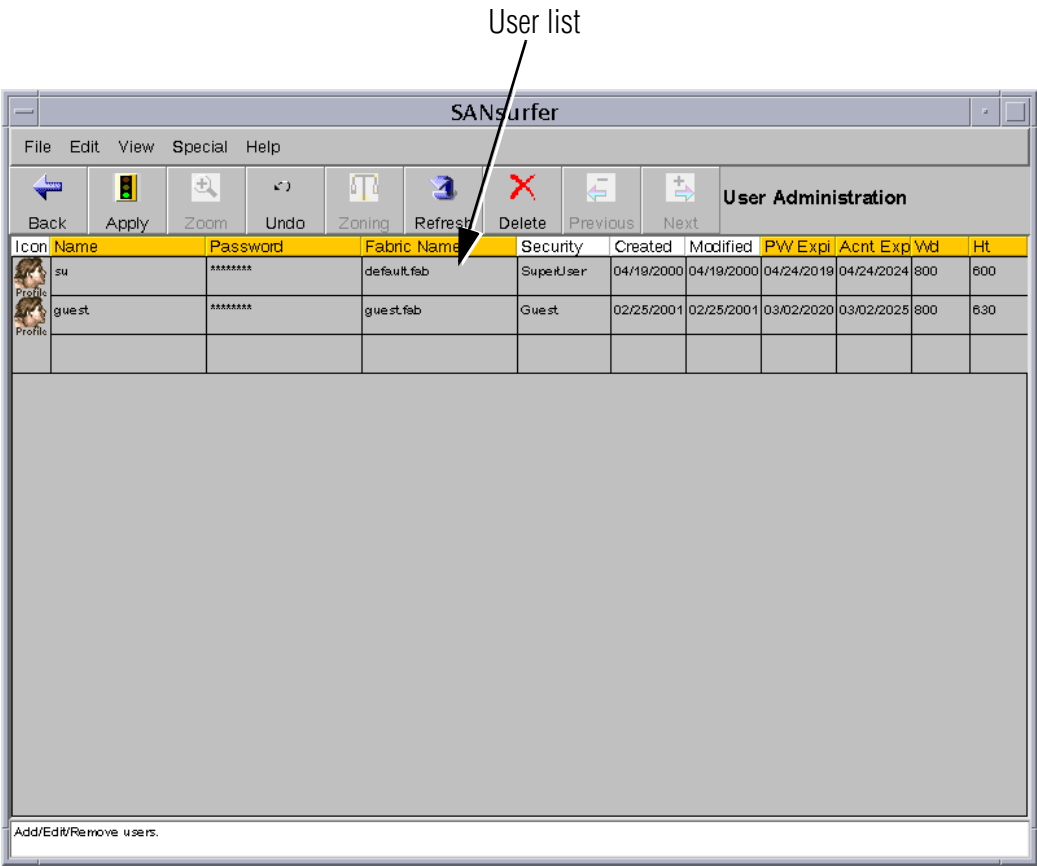 User list
SANsurfer
File Edit View Special Help
Back Apply Zoom Undo Zoning Refresh Delete Previous Next User Administration
Icon Name Password Fabric Name Security Created Modified PW Expi Acnt Exp Wd Ht
su ******** default.fab SuperUser 04/19/2000 04/19/2000 04/24/2019 04/24/2024 800 600
Profile
guest ******** guest.fab Guest 02/25/2001 02/25/2001 03/02/2020 03/02/2025 800 630
Profile
Add/Edit/Remove users.